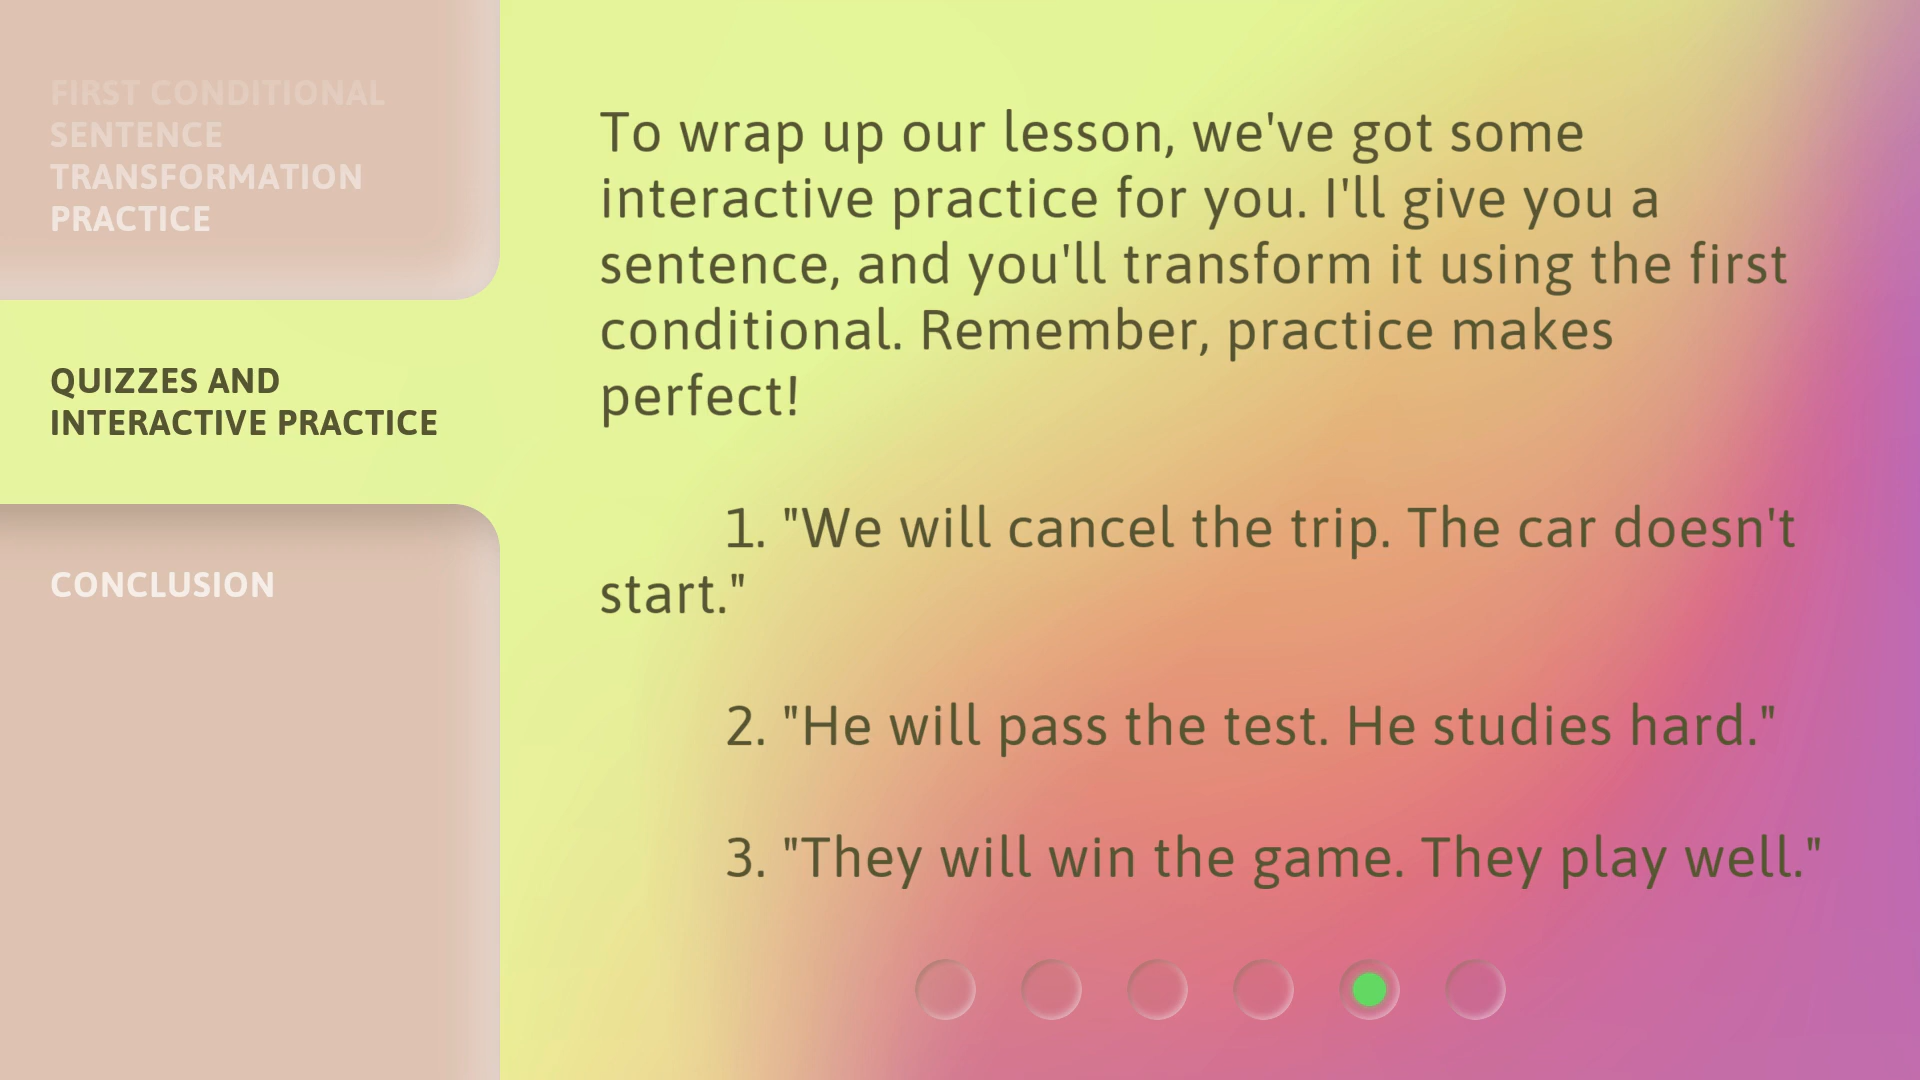 FIRST CONDITIONAL
SENTENCE
TRANSFORMATION
PRACTICE
QUIZZES AND
INTERACTIVE PRACTICE
CONCLUSION
To wrap up our lesson, we've got some
interactive practice for you. I'll give you a
sentence, and you'll transform it using the first
conditional. Remember, practice makes
perfect!
1. "We will cancel the trip. The car doesn't
start."
2. "He will pass the test. He studies hard."
3. "They will win the game. They play well."